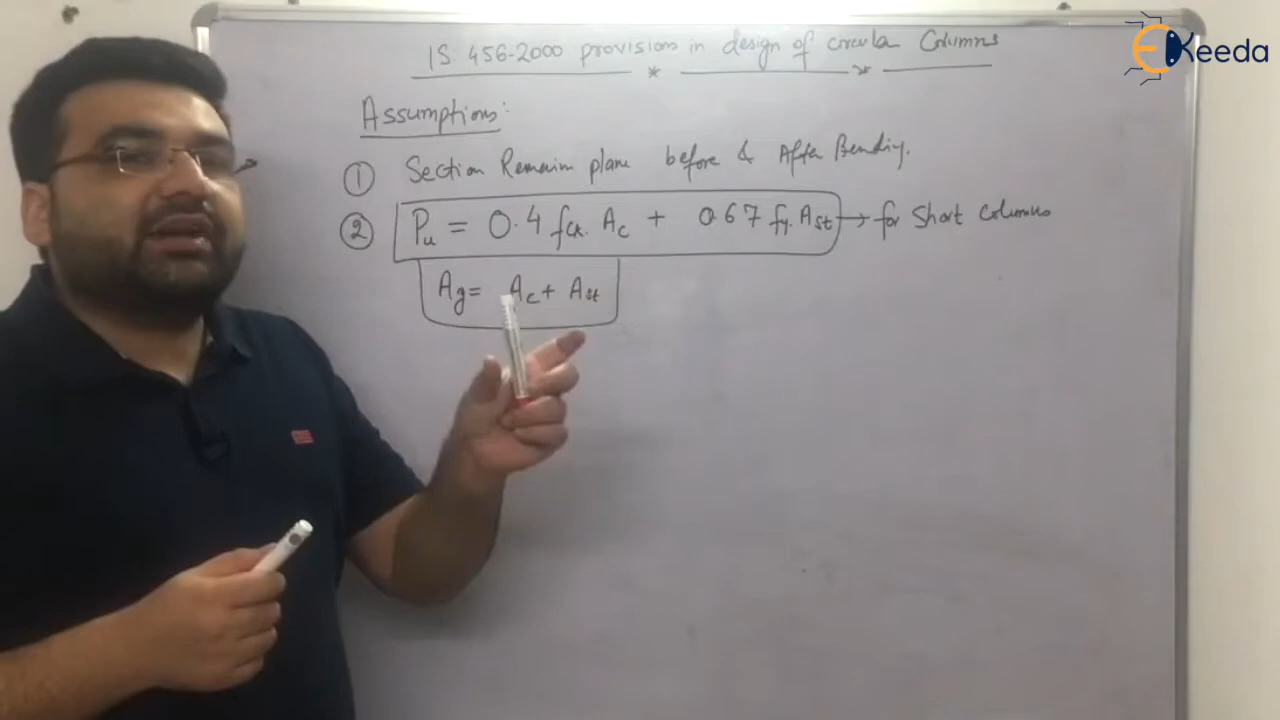 IS: 456-2000 provisions in design of circular Columns
EKeeda
Assumptions:
① Section Remain plane before & After Bending.
② Pu = 0.4 fck. Ac + 0.67 fy. Ast → for Short Columns
Ag = Ac + Ast